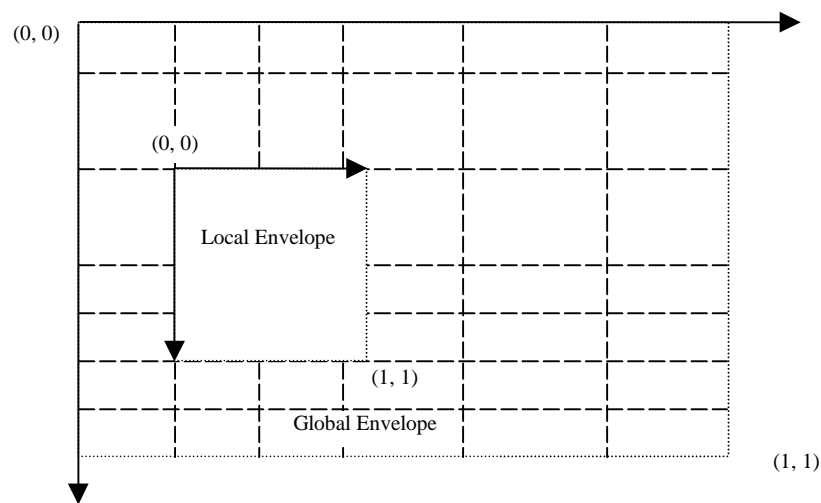 (0, 0)
(0, 0)
Local Envelope
(1, 1)
Global Envelope
(1, 1)